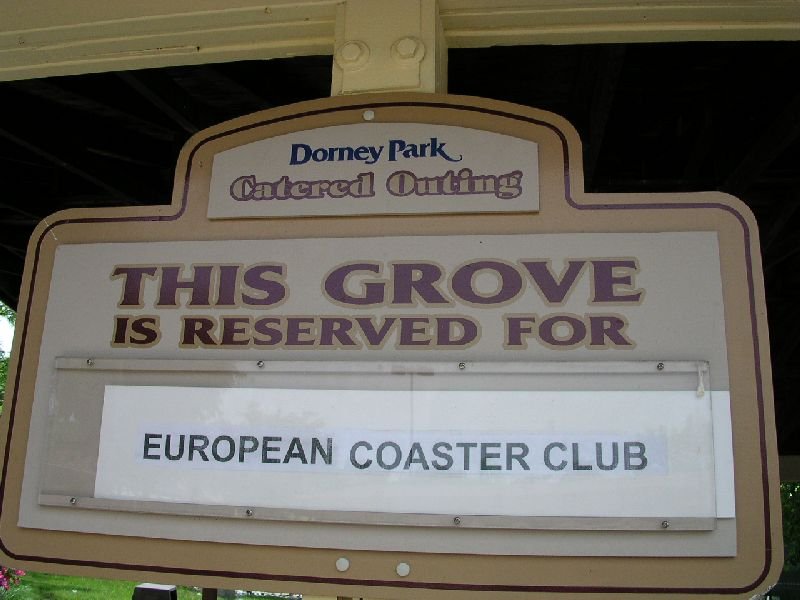 Dorney Park
Catered Outing
THIS GROVE
IS RESERVED FOR
EUROPEAN COASTER CLUB